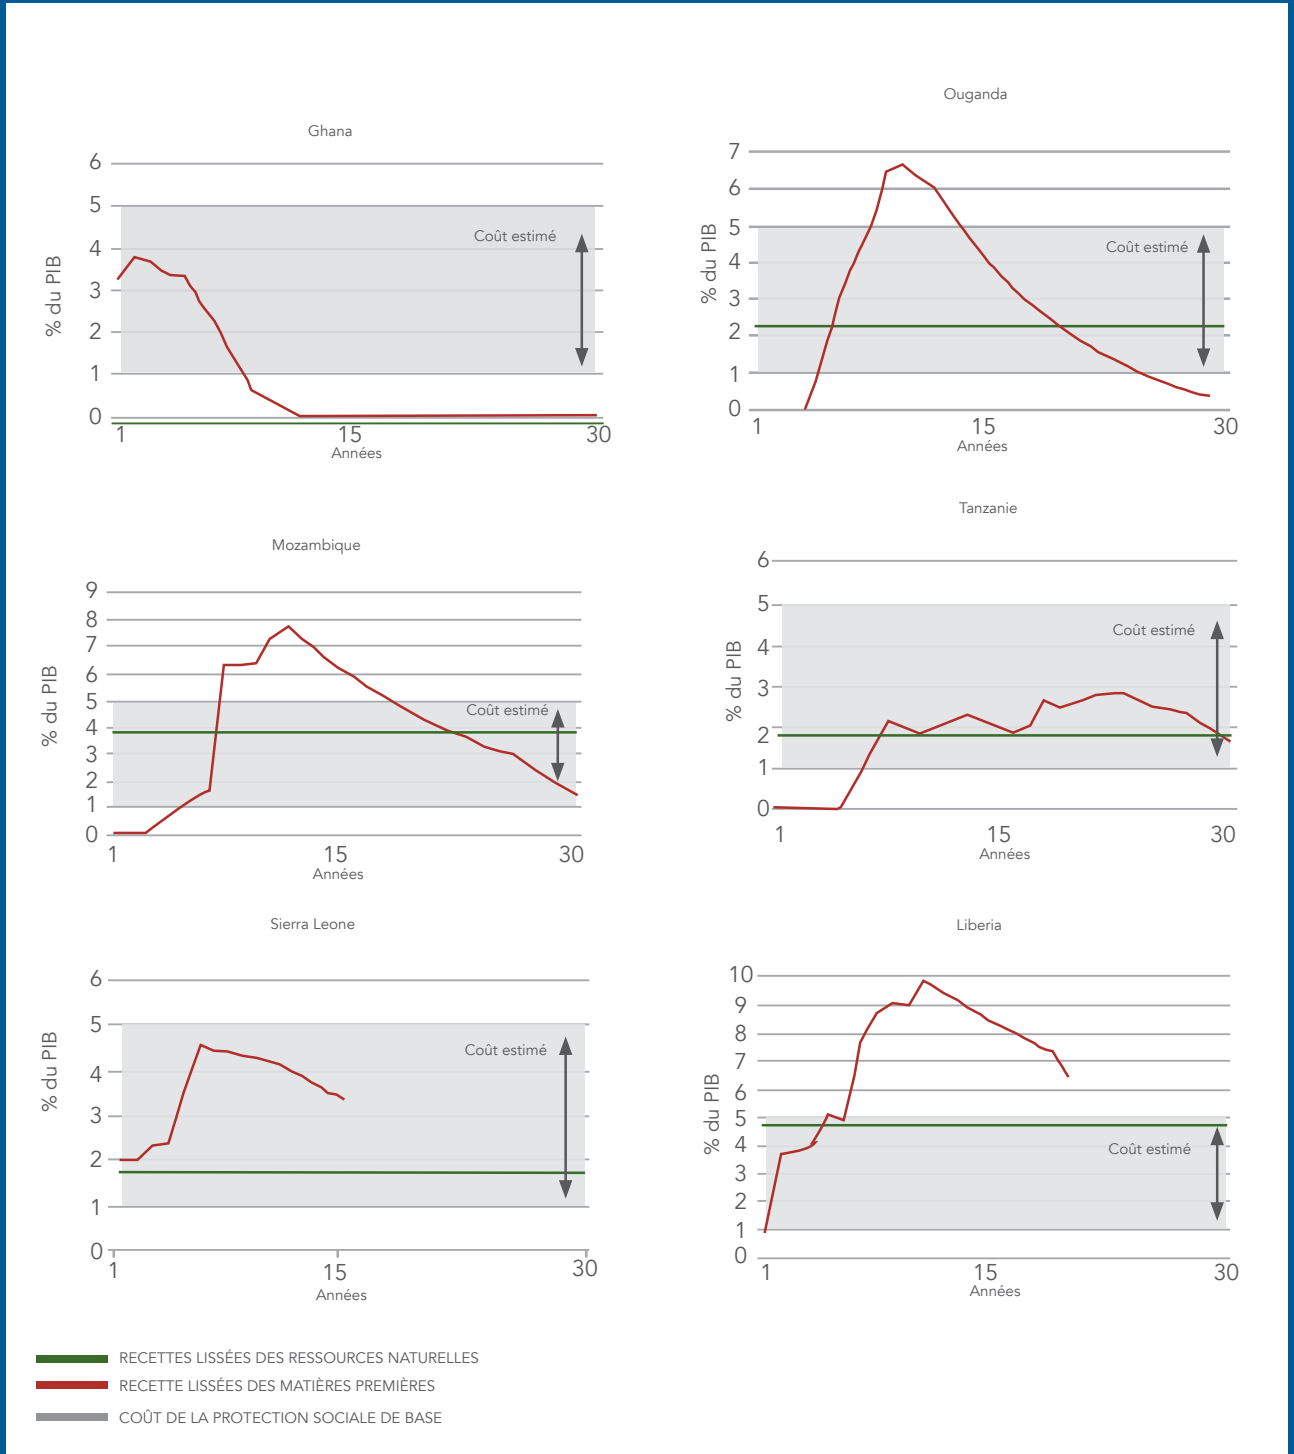 Ghana
6
5
4
3
2
1
0
% du PIB
Coût estimé
1 15 30
Années
Ouganda
7
6
5
4
3
2
1
0
% du PIB
Coût estimé
1 15 30
Années
Mozambique
9
8
7
6
5
4
3
2
1
0
% du PIB
Coût estimé
1 15 30
Années
Tanzanie
6
5
4
3
2
1
0
% du PIB
Coût estimé
1 15 30
Années
Sierra Leone
6
5
4
3
2
1
0
% du PIB
Coût estimé
1 15 30
Années
Liberia
10
9
8
7
6
5
4
3
2
1
0
% du PIB
Coût estimé
1 15 30
Années
RECETTES LISSÉES DES RESSOURCES NATURELLES
RECETTE LISSÉES DES MATIÈRES PREMIÈRES
COÛT DE LA PROTECTION SOCIALE DE BASE